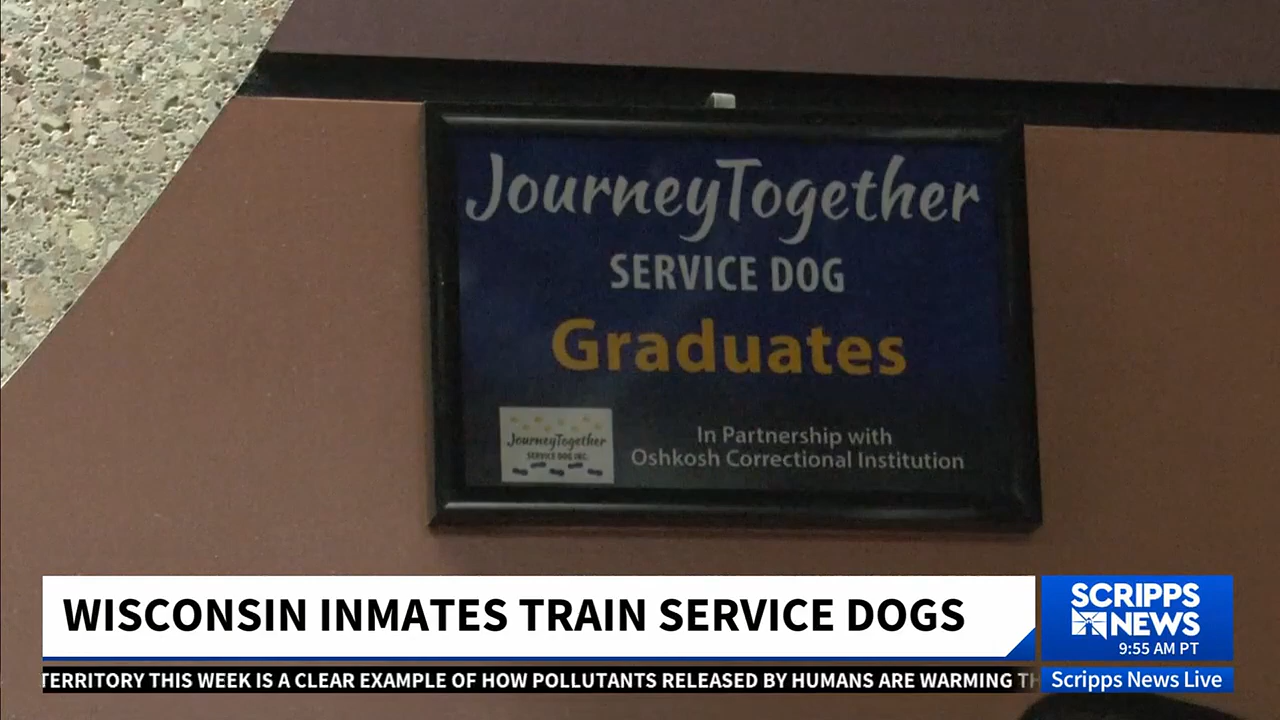 JourneyTogether
SERVICE DOG
Graduates
JourneyTogether
SERVICE DOG INC.
In Partnership with
Oshkosh Correctional Institution
WISCONSIN INMATES TRAIN SERVICE DOGS
SCRIPPS
NEWS
9:55 AM PT
TERRITORY THIS WEEK IS A CLEAR EXAMPLE OF HOW POLLUTANTS RELEASED BY HUMANS ARE WARMING TH
Scripps News Live